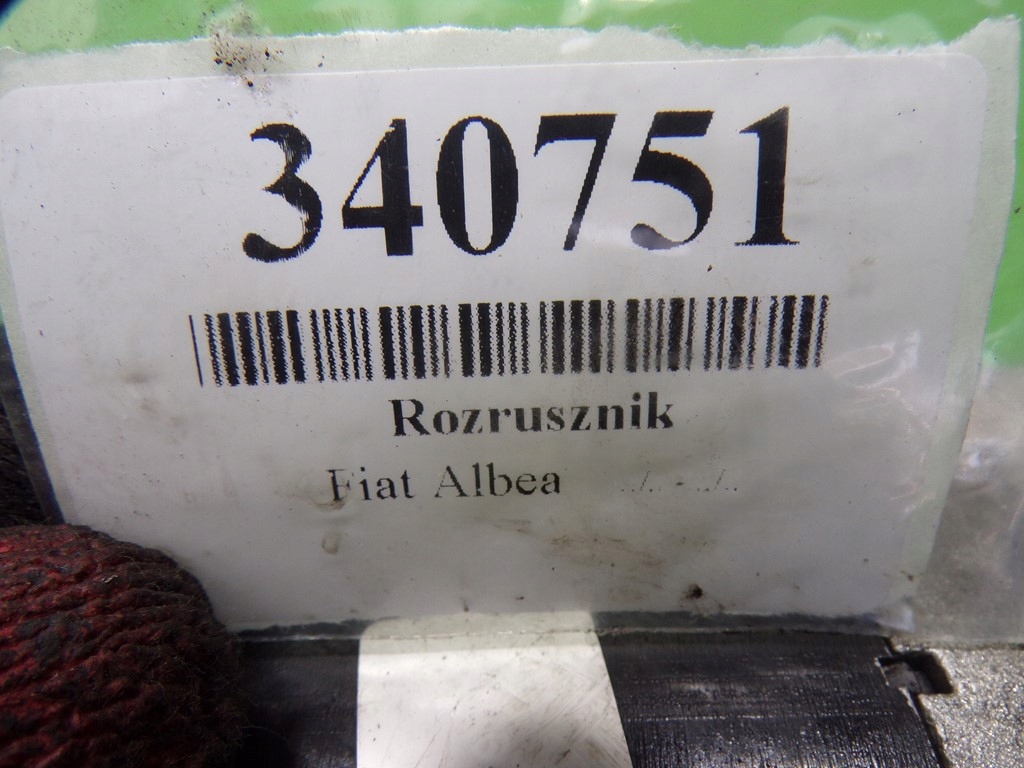 340751
Rozrusznik
Fiat Albea ../.. - ../..